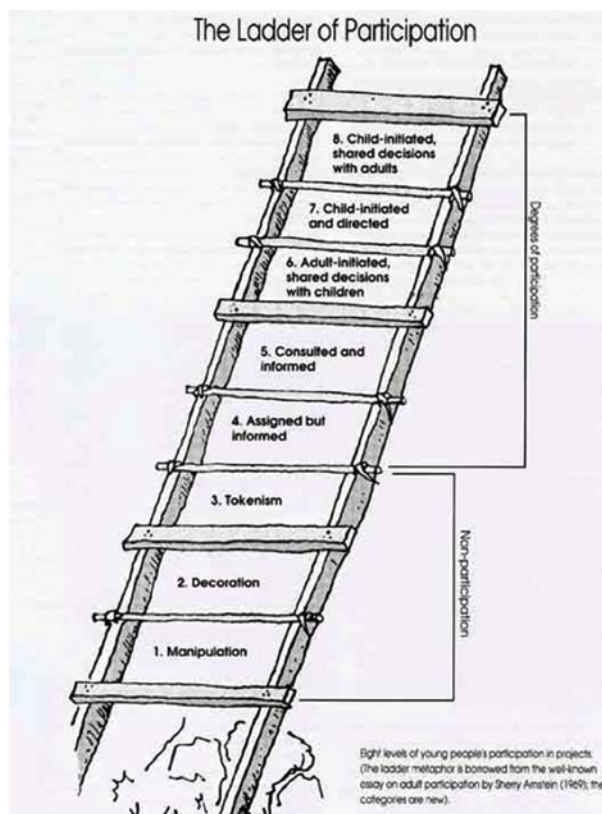 The Ladder of Participation
8. Child-initiated,
shared decisions
with adults
7. Child-initiated
and directed
6. Adult-initiated,
shared decisions
with children
5. Consulted and
informed
4. Assigned but
informed
3. Tokenism
2. Decoration
1. Manipulation
Degrees of participation
Non-participation
Eight levels of young people's participation in projects.
(The ladder metaphor is borrowed from the well-known
essay on adult participation by Sherry Arnstein (1969); the
categories are new).